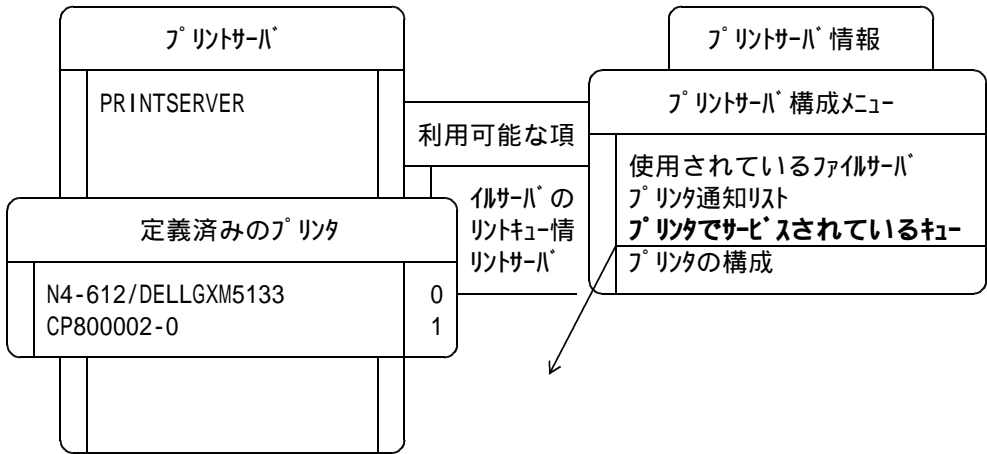 プリントサーバ
PRINTSERVER
プリントサーバ情報
プリントサーバ構成メニュー
使用されているファイルサーバ
プリンタ通知リスト
プリンタでサービスされているキュー
プリンタの構成
利用可能な項
イルサーバの
リントキュー情
リントサーバ
定義済みのプリンタ
N4-612/DELLGXM5133 0
CP800002-0 1